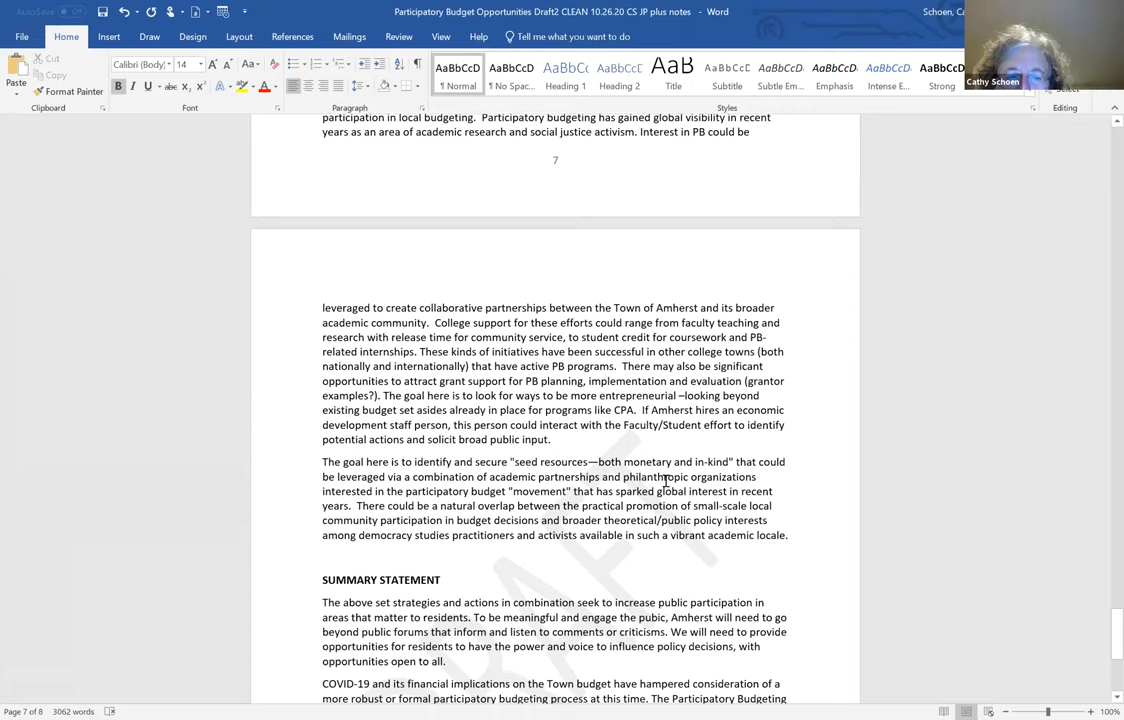 AutoSave Off
Participatory Budget Opportunities Draft2 CLEAN 10.26.20 CS JP plus notes - Word
Schoen, Ca
File Home Insert Draw Design Layout References Mailings Review View Help Tell me what you want to do
Cathy Schoen
Paste
Cut
Copy
Format Painter
Clipboard
Calibri (Body) 14
B I U abc x₂ x²
Font
Paragraph
AaBbCcD AaBbCcD AaBbCc AaBbCcD AaB AaBbCcD AaBbCcD AaBbCcD AaBbCcD AaBbCcD
¶ Normal ¶ No Spac... Heading 1 Heading 2 Title Subtitle Subtle Em... Emphasis Intense E... Strong
Styles
Select
Editing
participation in local budgeting. Participatory budgeting has gained global visibility in recent
years as an area of academic research and social justice activism. Interest in PB could be
7
leveraged to create collaborative partnerships between the Town of Amherst and its broader
academic community. College support for these efforts could range from faculty teaching and
research with release time for community service, to student credit for coursework and PB-
related internships. These kinds of initiatives have been successful in other college towns (both
nationally and internationally) that have active PB programs. There may also be significant
opportunities to attract grant support for PB planning, implementation and evaluation (grantor
examples?). The goal here is to look for ways to be more entrepreneurial –looking beyond
existing budget set asides already in place for programs like CPA. If Amherst hires an economic
development staff person, this person could interact with the Faculty/Student effort to identify
potential actions and solicit broad public input.
The goal here is to identify and secure "seed resources—both monetary and in-kind" that could
be leveraged via a combination of academic partnerships and philanthropic organizations
interested in the participatory budget "movement" that has sparked global interest in recent
years. There could be a natural overlap between the practical promotion of small-scale local
community participation in budget decisions and broader theoretical/public policy interests
among democracy studies practitioners and activists available in such a vibrant academic locale.
SUMMARY STATEMENT
The above set strategies and actions in combination seek to increase public participation in
areas that matter to residents. To be meaningful and engage the pubic, Amherst will need to go
beyond public forums that inform and listen to comments or criticisms. We will need to provide
opportunities for residents to have the power and voice to influence policy decisions, with
opportunities open to all.
COVID-19 and its financial implications on the Town budget have hampered consideration of a
more robust or formal participatory budgeting process at this time. The Participatory Budgeting
DRAFT
Page 7 of 8 3062 words
100%